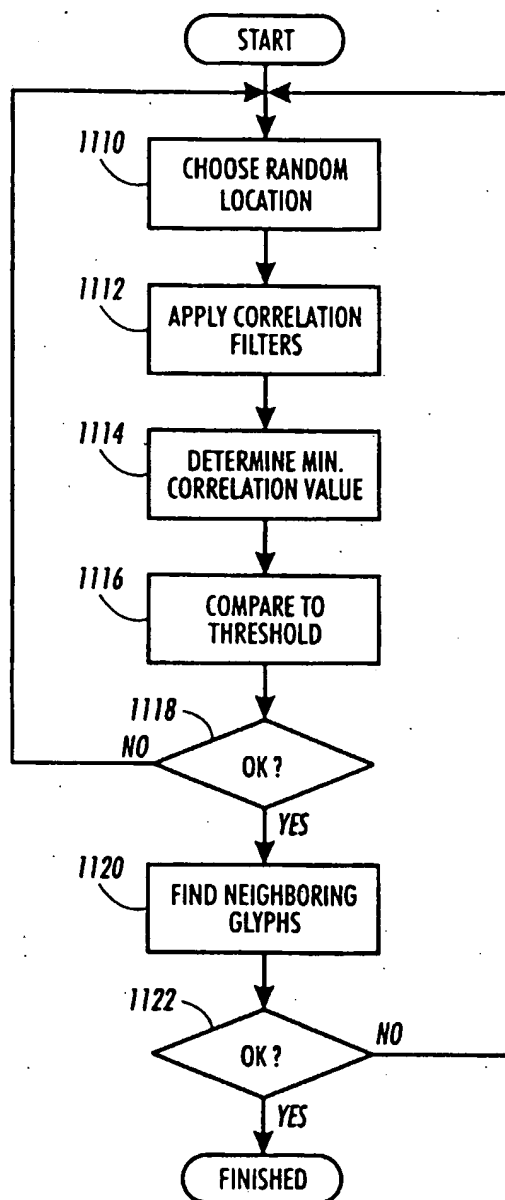 START
1110
CHOOSE RANDOM
LOCATION
1112
APPLY CORRELATION
FILTERS
1114
DETERMINE MIN.
CORRELATION VALUE
1116
COMPARE TO
THRESHOLD
1118
NO
OK?
YES
1120
FIND NEIGHBORING
GLYPHS
1122
OK?
NO
YES
FINISHED